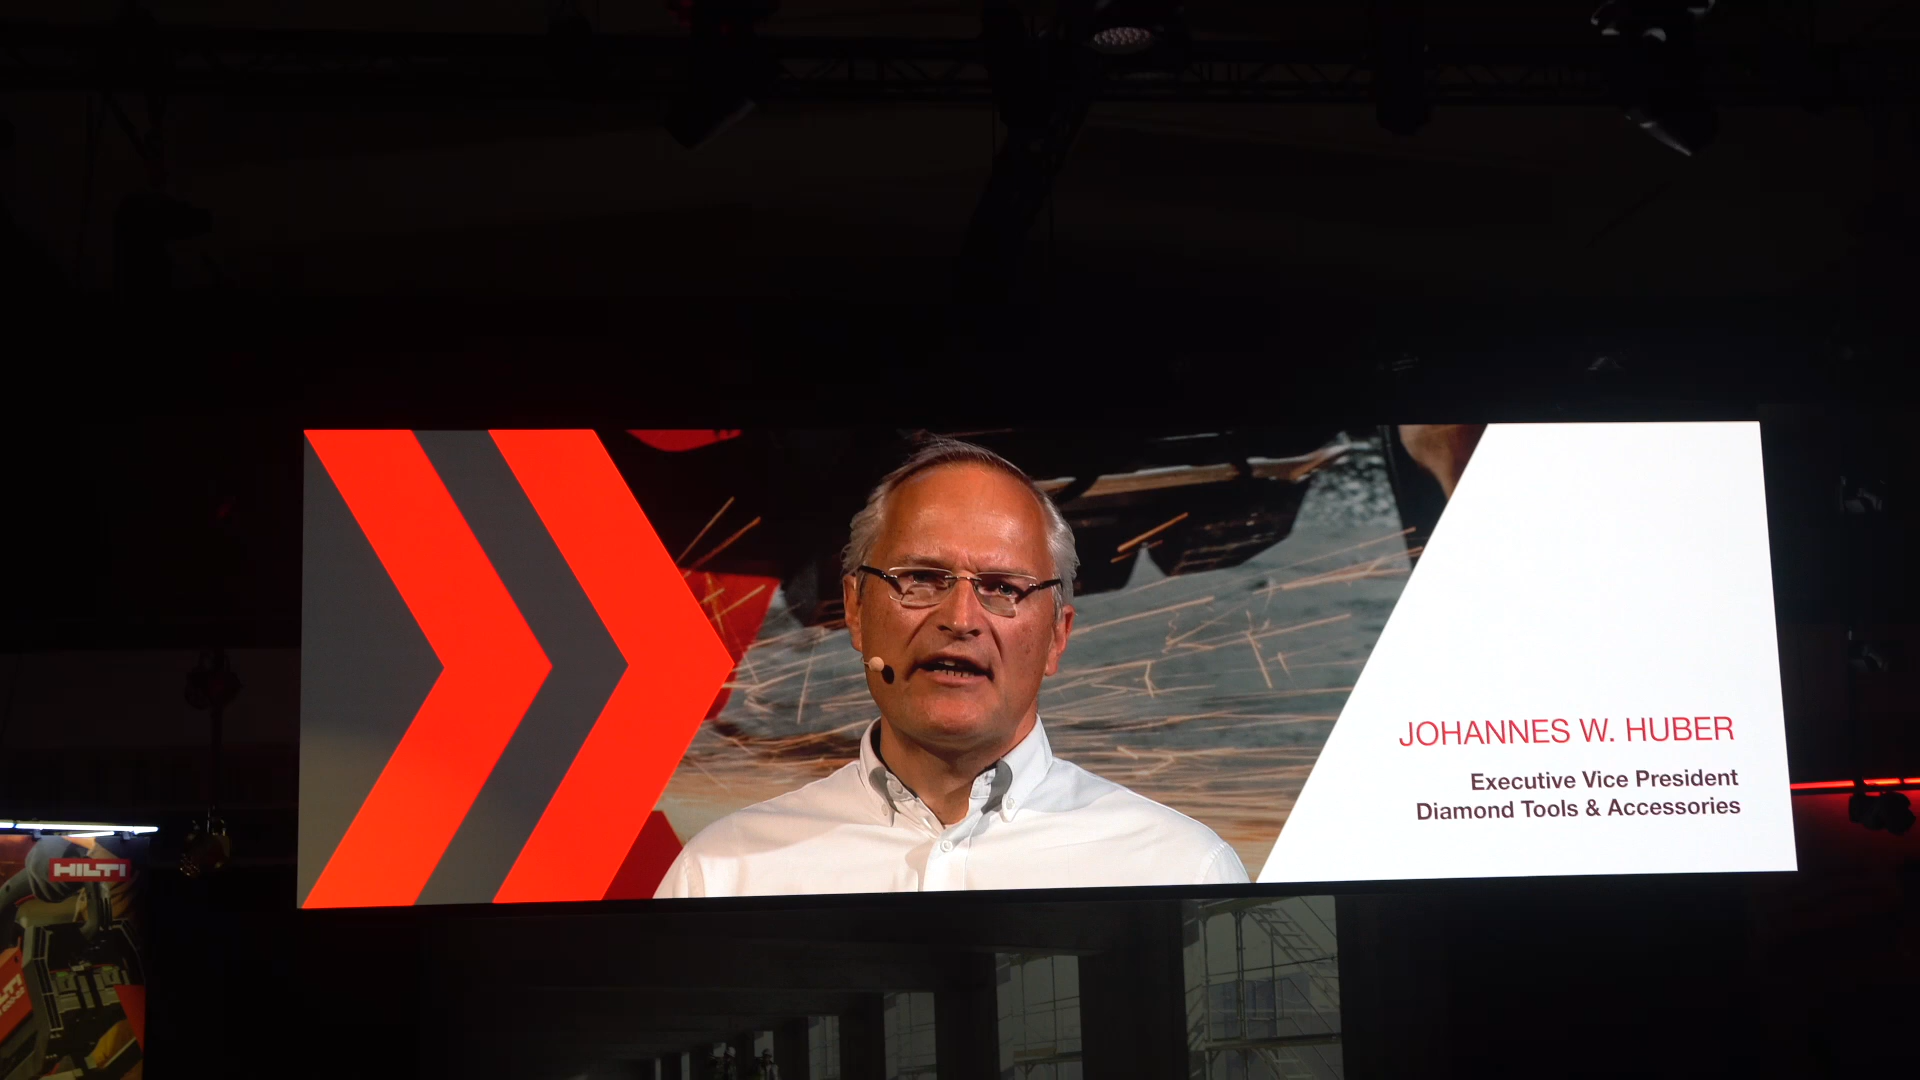 JOHANNES W. HUBER
Executive Vice President
Diamond Tools & Accessories
HILTI